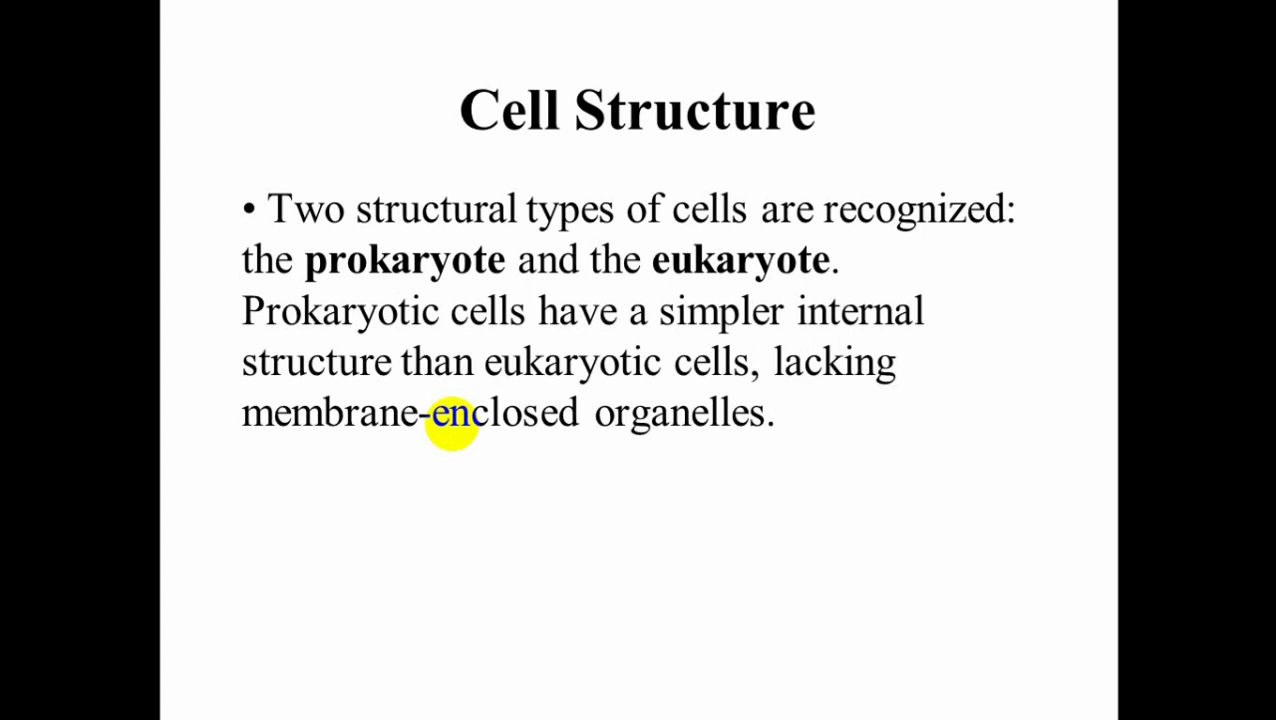 Cell Structure
• Two structural types of cells are recognized:
the prokaryote and the eukaryote.
Prokaryotic cells have a simpler internal
structure than eukaryotic cells, lacking
membrane-enclosed organelles.